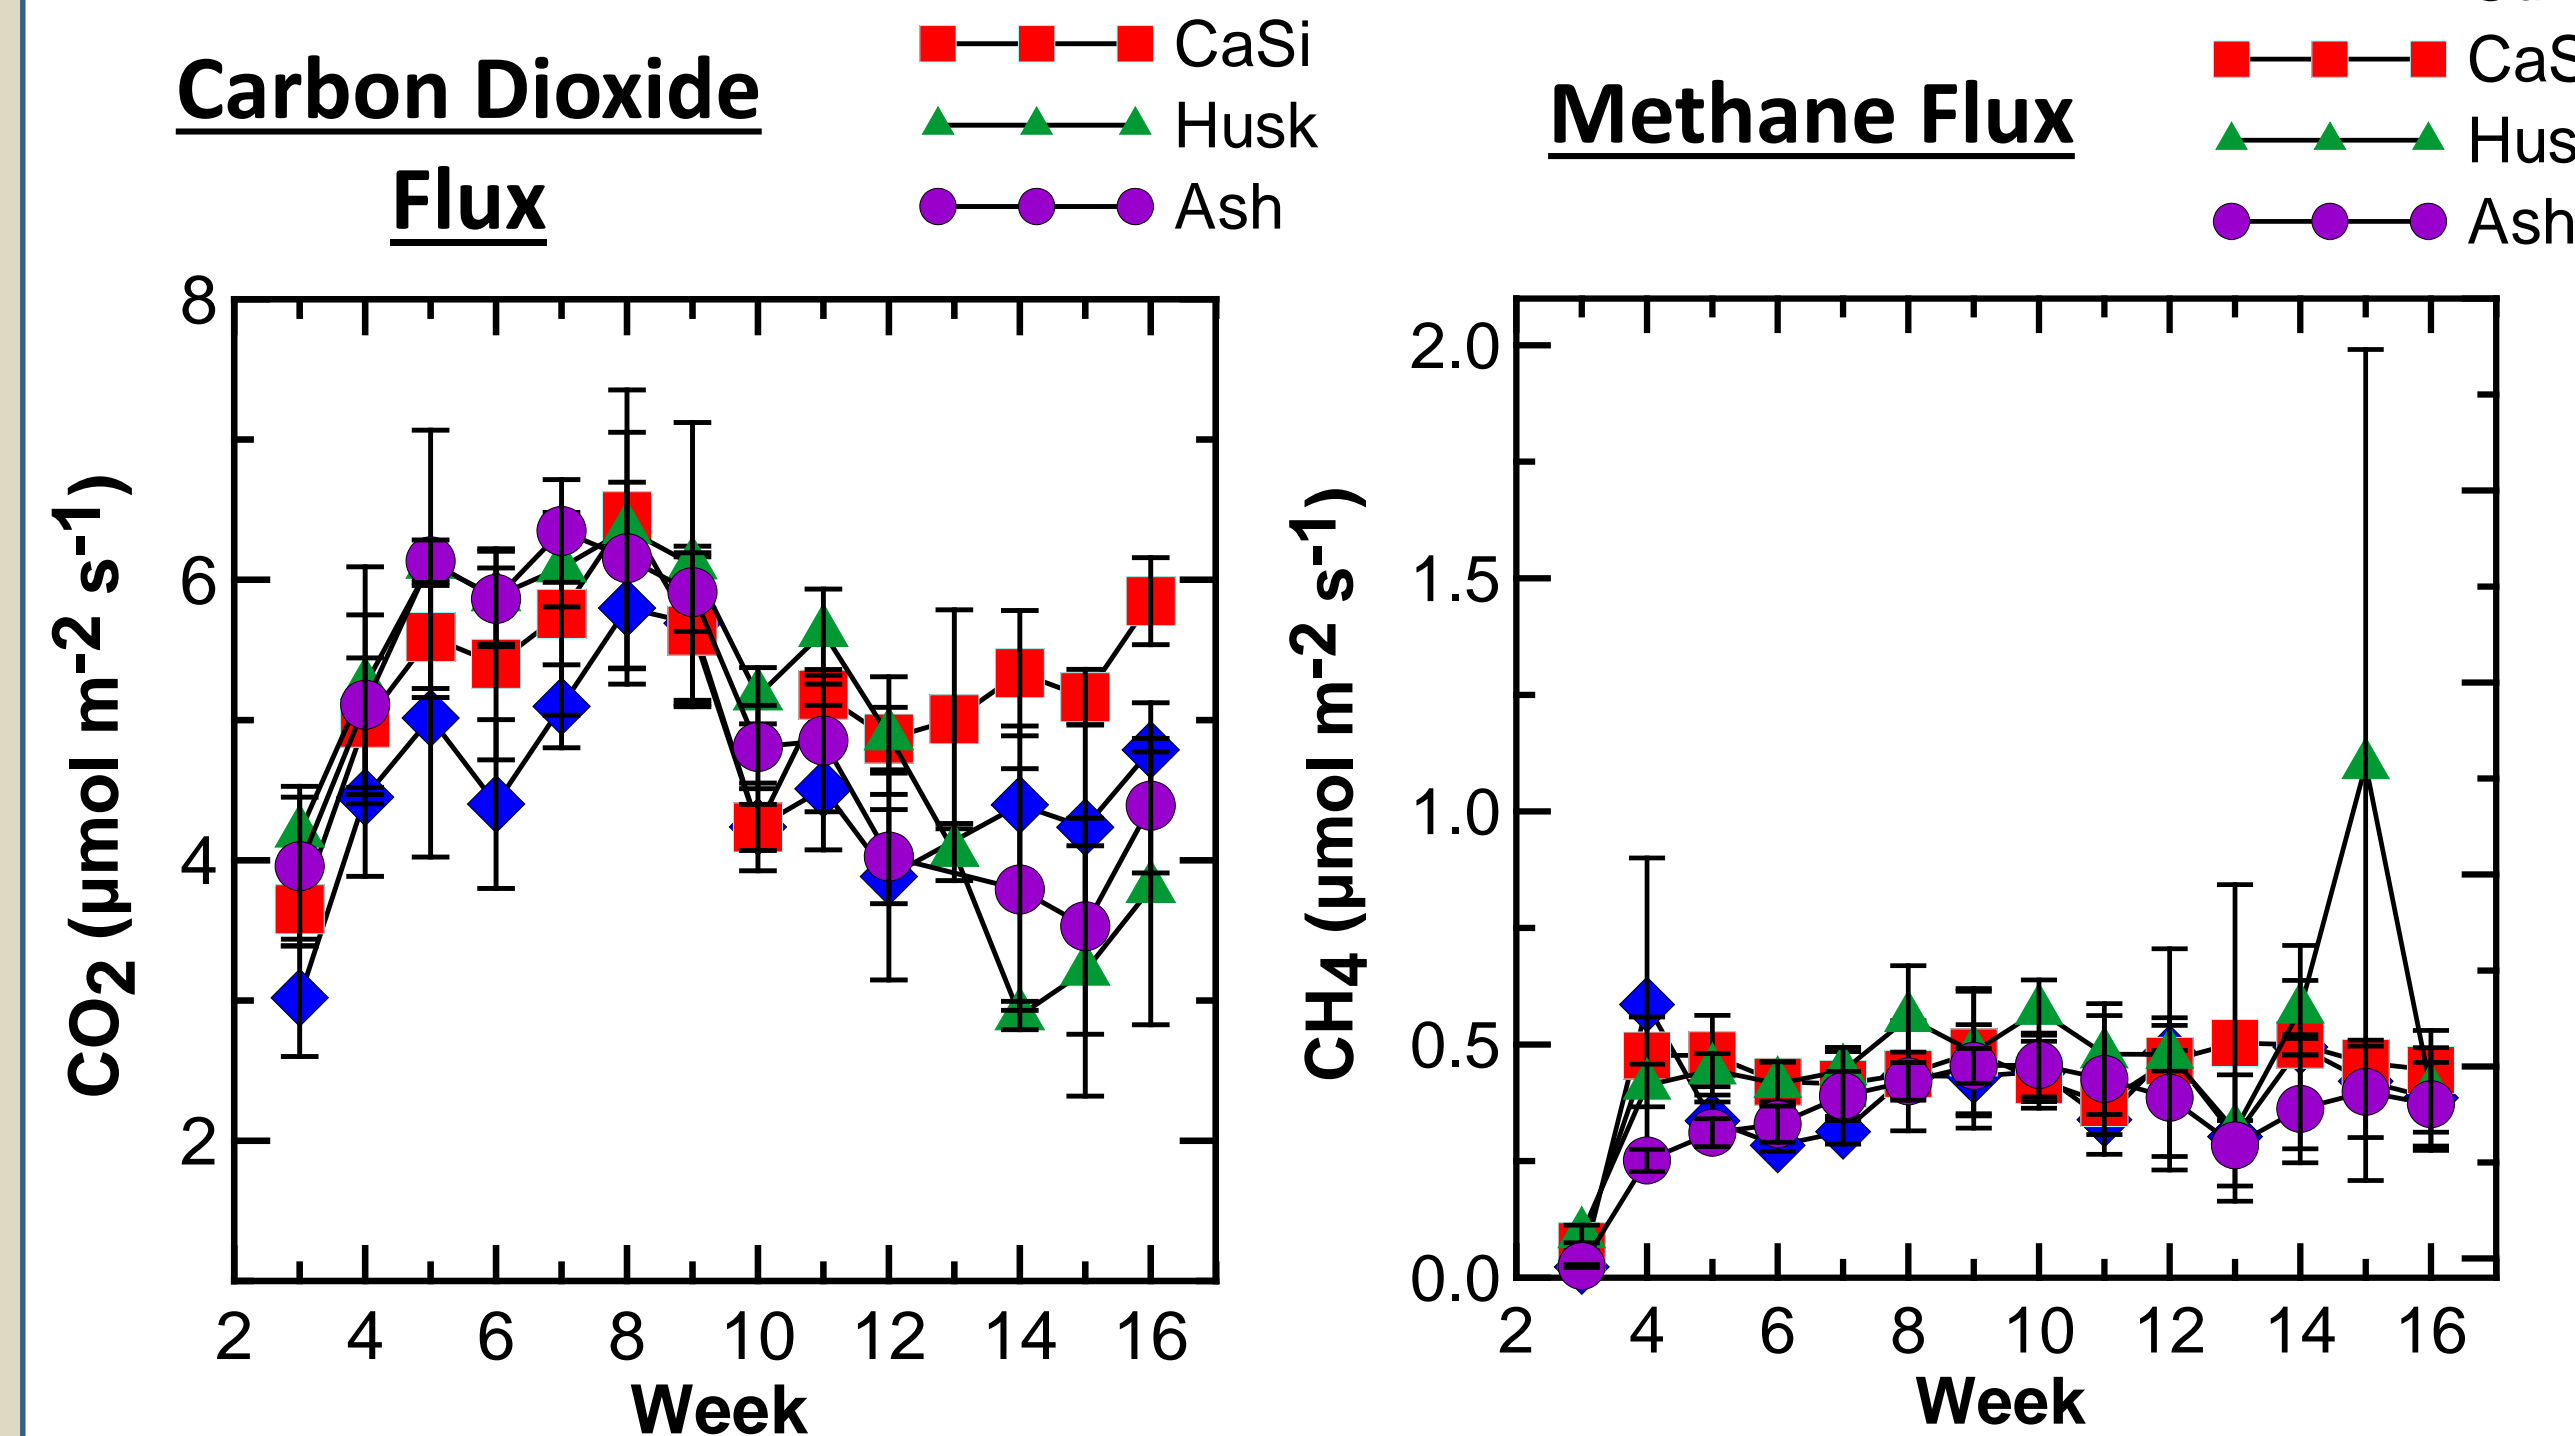 Carbon Dioxide
Flux
CaSi
Husk
Ash
8
6
4
2
CO2 (µmol m-2 s-1)
2 4 6 8 10 12 14 16
Week
Methane Flux
CaS
Hus
Ash
2.0
1.5
1.0
0.5
0.0
CH4 (µmol m-2 s-1)
2 4 6 8 10 12 14 16
Week